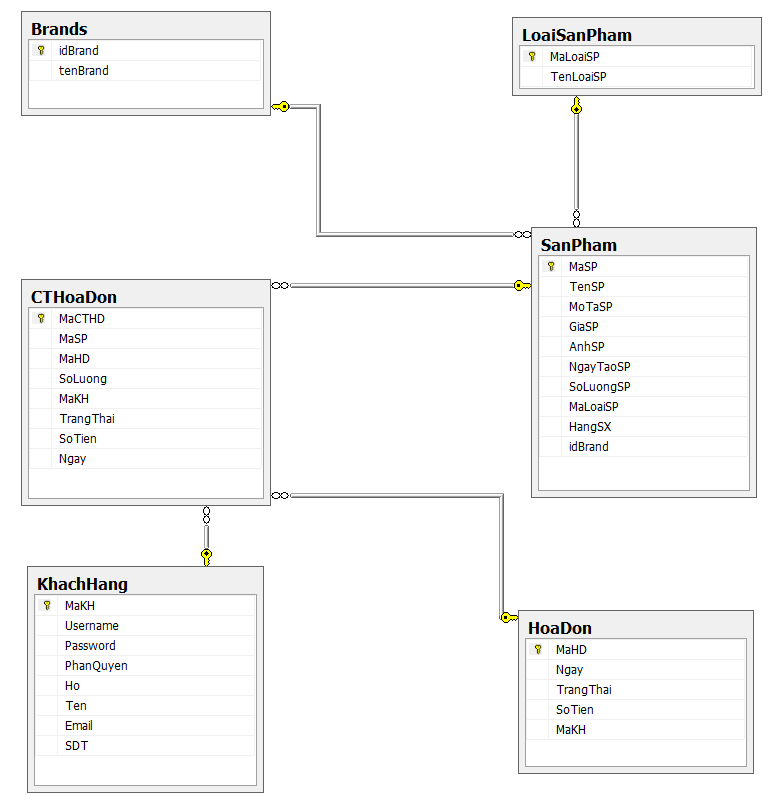 Brands
idBrand
tenBrand
LoaiSanPham
MaLoaiSP
TenLoaiSP
SanPham
MaSP
TenSP
MoTaSP
GiaSP
AnhSP
NgayTaoSP
SoLuongSP
MaLoaiSP
HangSX
idBrand
CTHoaDon
MaCTHD
MaSP
MaHD
SoLuong
MaKH
TrangThai
SoTien
Ngay
KhachHang
MaKH
Username
Password
PhanQuyen
Ho
Ten
Email
SDT
HoaDon
MaHD
Ngay
TrangThai
SoTien
MaKH